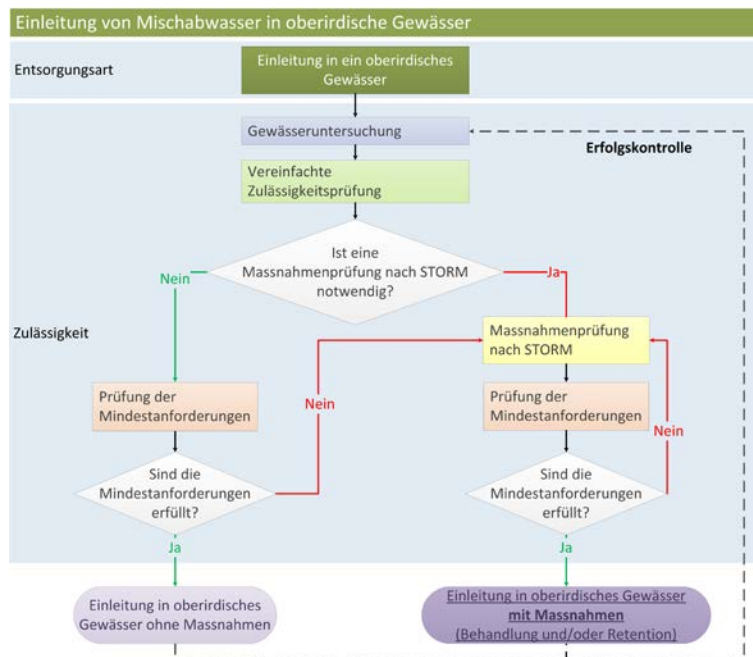 Einleitung von Mischabwasser in oberirdische Gewässer
Entsorgungsart
Einleitung in ein oberirdisches
Gewässer
Gewässeruntersuchung
Erfolgskontrolle
Vereinfachte
Zulässigkeitsprüfung
Ist eine
Massnahmenprüfung nach STORM
notwendig?
Nein
Ja
Zulässigkeit
Massnahmenprüfung
nach STORM
Prüfung der
Mindestanforderungen
Nein
Prüfung der
Mindestanforderungen
Nein
Sind die
Mindestanforderungen
erfüllt?
Sind die
Mindestanforderungen
erfüllt?
Ja
Ja
Einleitung in oberirdisches
Gewässer ohne Massnahmen
Einleitung in oberirdisches Gewässer
mit Massnahmen
(Behandlung und/oder Retention)